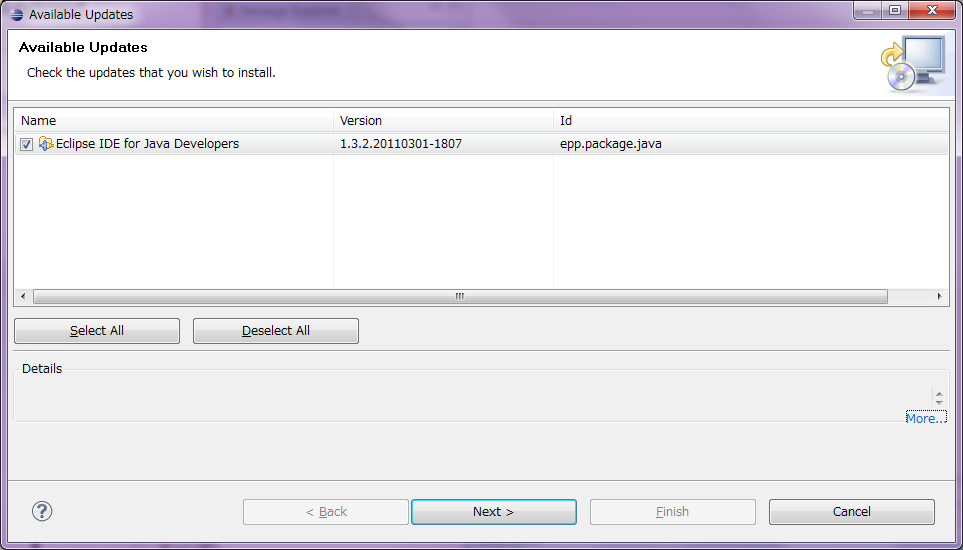 Available Updates
Available Updates
Check the updates that you wish to install.
Name Version Id
Eclipse IDE for Java Developers 1.3.2.20110301-1807 epp.package.java
Select All Deselect All
Details
More...
< Back Next > Finish Cancel